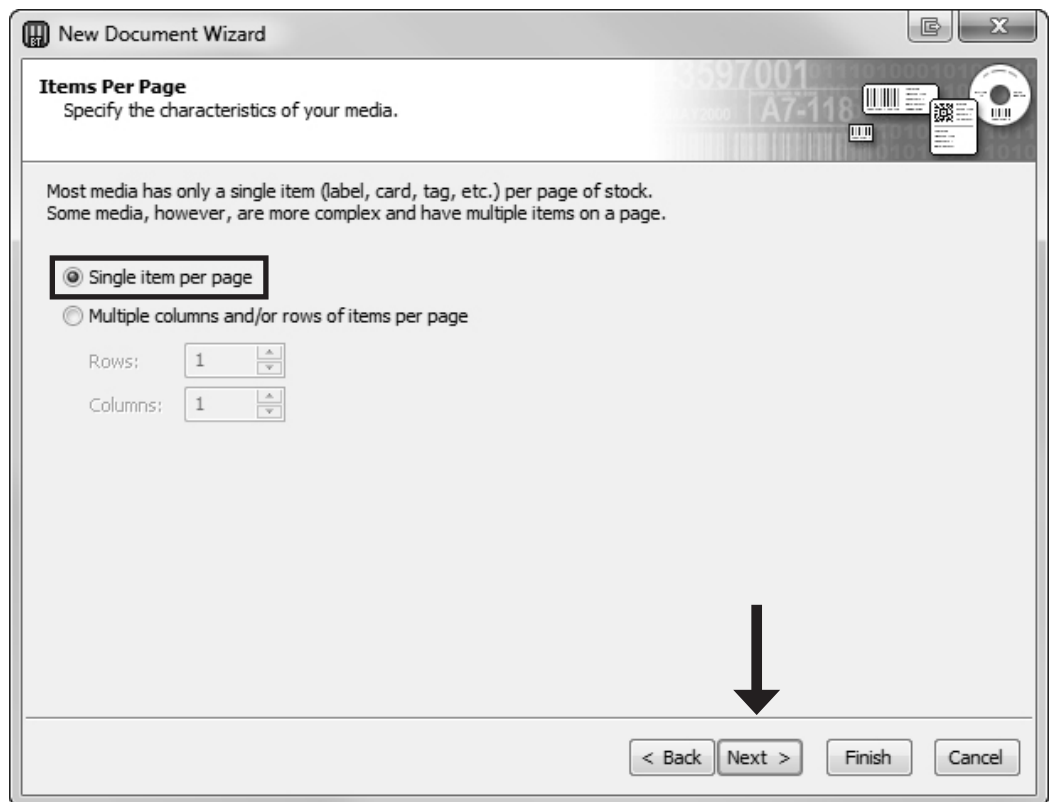 New Document Wizard
Items Per Page
Specify the characteristics of your media.
3597001
A7-118
Most media has only a single item (label, card, tag, etc.) per page of stock.
Some media, however, are more complex and have multiple items on a page.
Single item per page
Multiple columns and/or rows of items per page
Rows: 1
Columns: 1
< Back Next > Finish Cancel